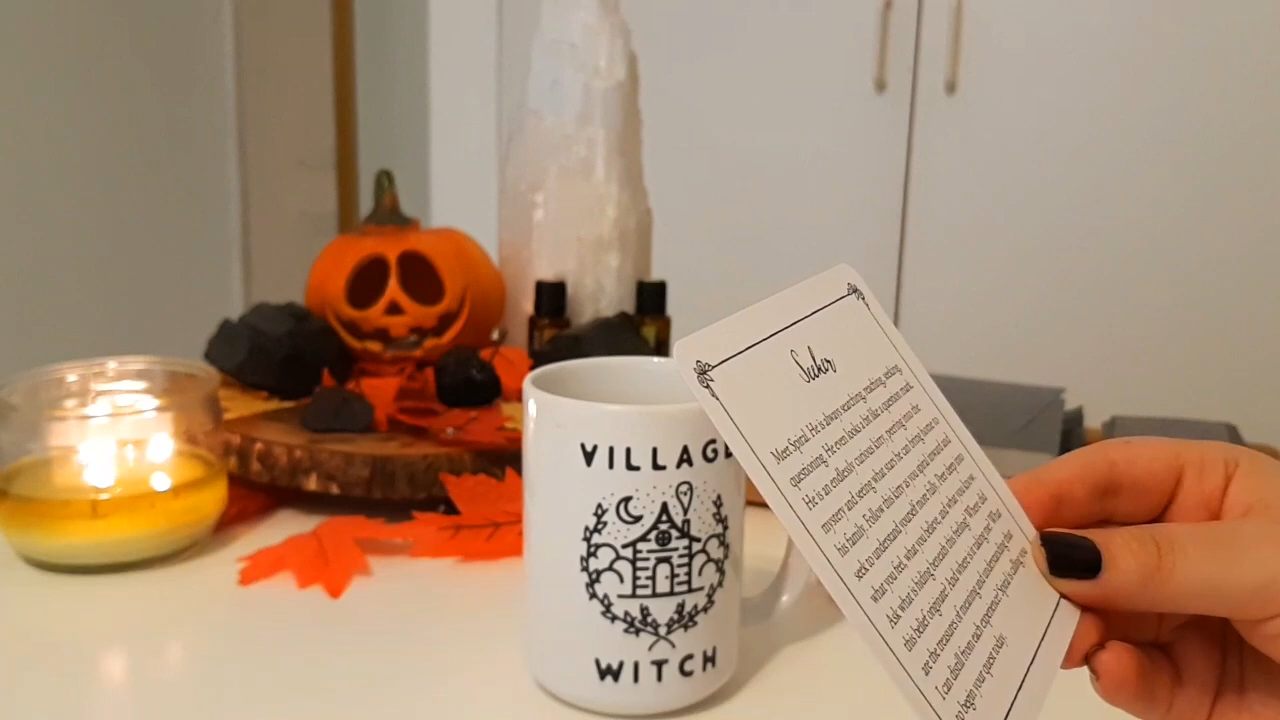 VILLAGE
WITCH
Seeker
Meet Spiral. He is always searching, reaching, seeking,
questioning. He even looks a bit like a question mark.
He is an endlessly curious kitty, peering into the
mystery and seeing what stars he can bring home to
his family. Follow this kitty as you spiral inward and
seek to understand yourself more fully. Peer deep into
what you feel, what you believe, and what you know.
Ask what is hiding beneath this feeling? Where did
this belief originate? And where is it taking me? What
are the treasures of meaning and understanding that
I can distill from each experience? Spiral is calling you
to begin your quest today.